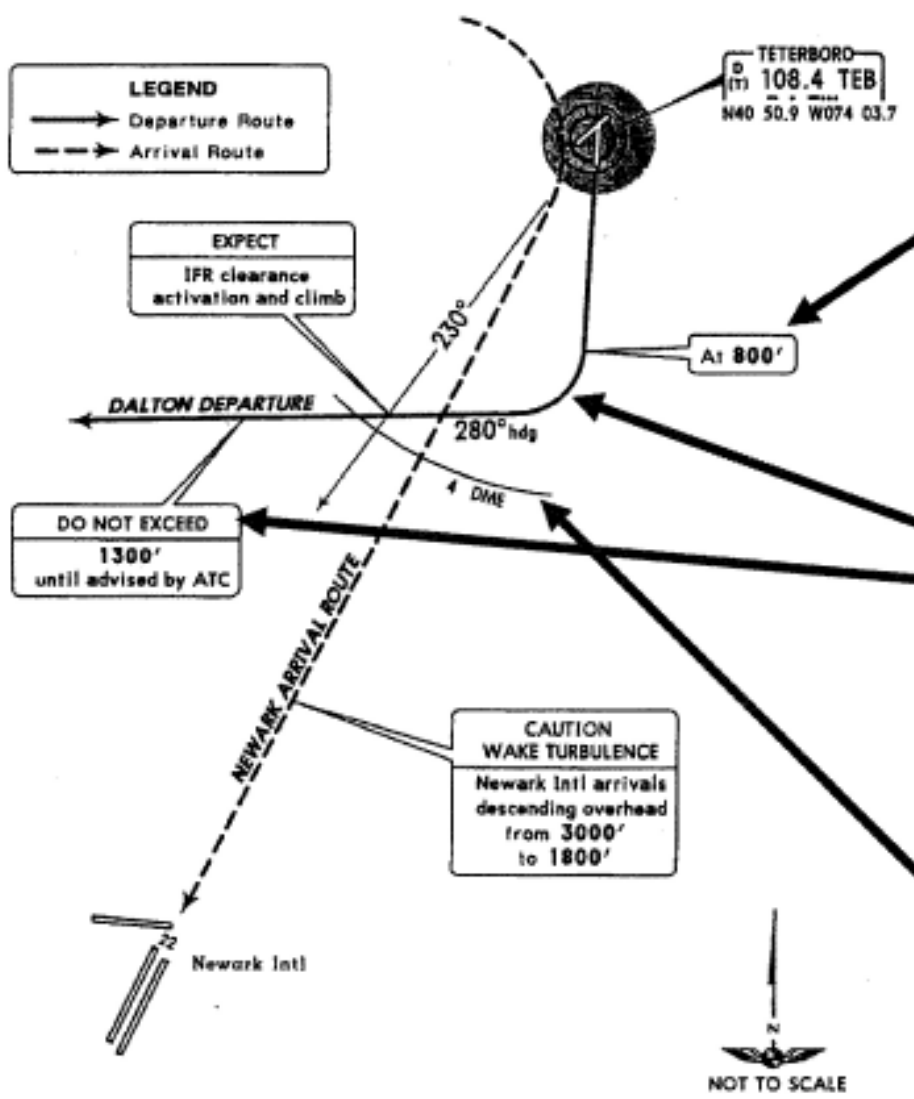 LEGEND
Departure Route
Arrival Route
TETERBORO
D
(T) 108.4 TEB
N40 50.9 W074 03.7
EXPECT
IFR clearance
activation and climb
230°
At 800'
DALTON DEPARTURE
280° hdg
4 DME
DO NOT EXCEED
1300'
until advised by ATC
NEWARK ARRIVAL ROUTE
CAUTION
WAKE TURBULENCE
Newark Intl arrivals
descending overhead
from 3000'
to 1800'
22
Newark Intl
N
NOT TO SCALE